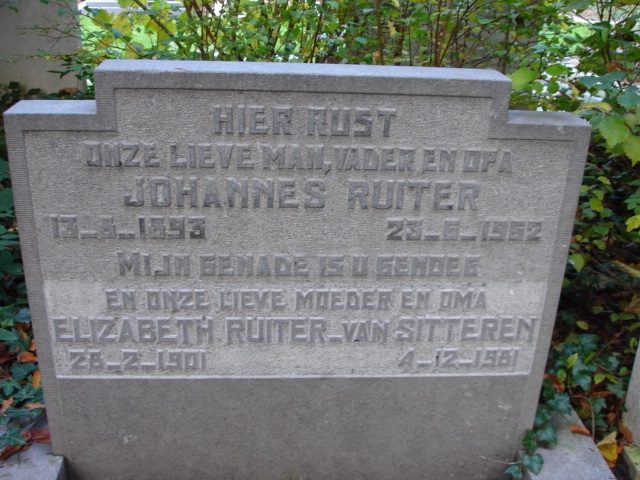 HIER RUST
ONZE LIEVE MAN, VADER EN OPA
JOHANNES RUITER
13-8-1893 23-6-1962
MIJN GENADE IS U GENOEG
EN ONZE LIEVE MOEDER EN OMA
ELIZABETH RUITER-VAN SITTEREN
28-2-1901 4-12-1981